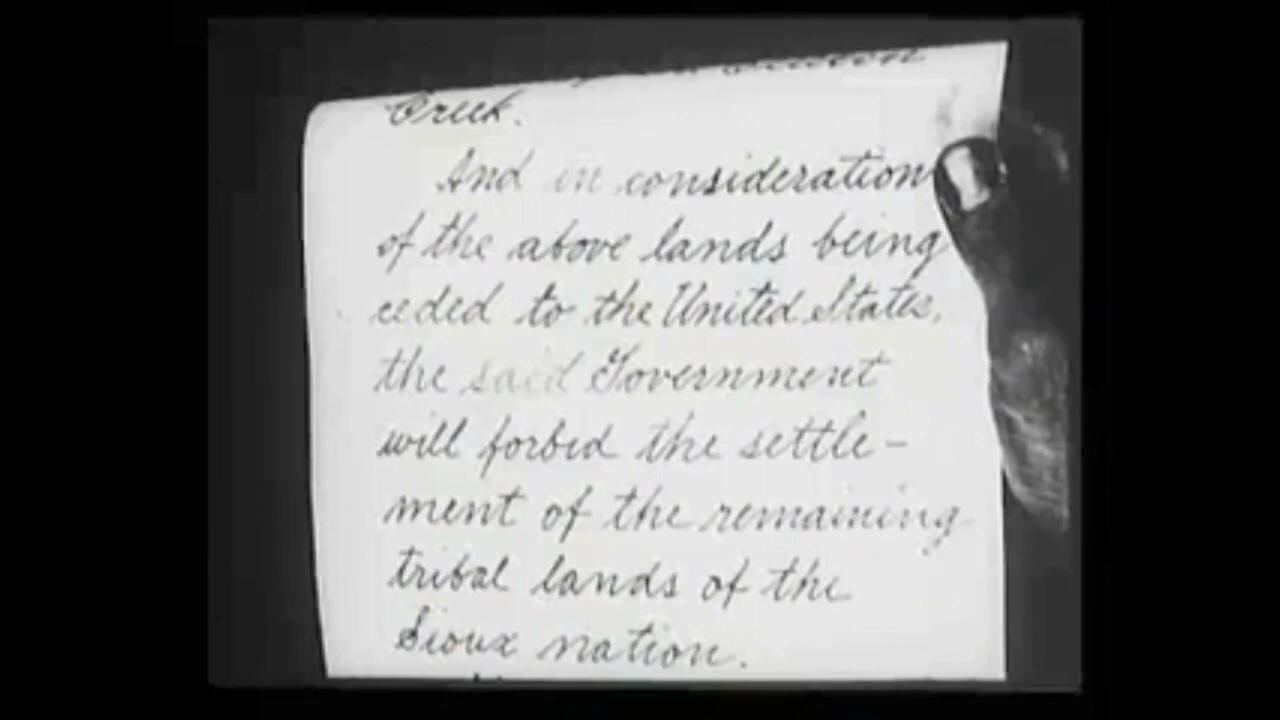 Creek.
And in consideration
of the above lands being
ceded to the United States,
the said Government
will forbid the settle-
ment of the remaining
tribal lands of the
Sioux nation.